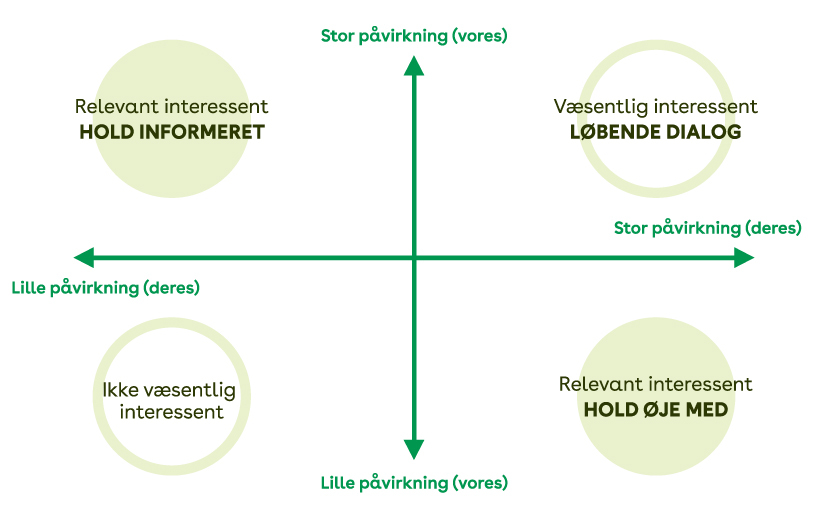 Stor påvirkning (vores)
Relevant interessent
HOLD INFORMERET
Væsentlig interessent
LØBENDE DIALOG
Stor påvirkning (deres)
Lille påvirkning (deres)
Ikke væsentlig
interessent
Relevant interessent
HOLD ØJE MED
Lille påvirkning (vores)